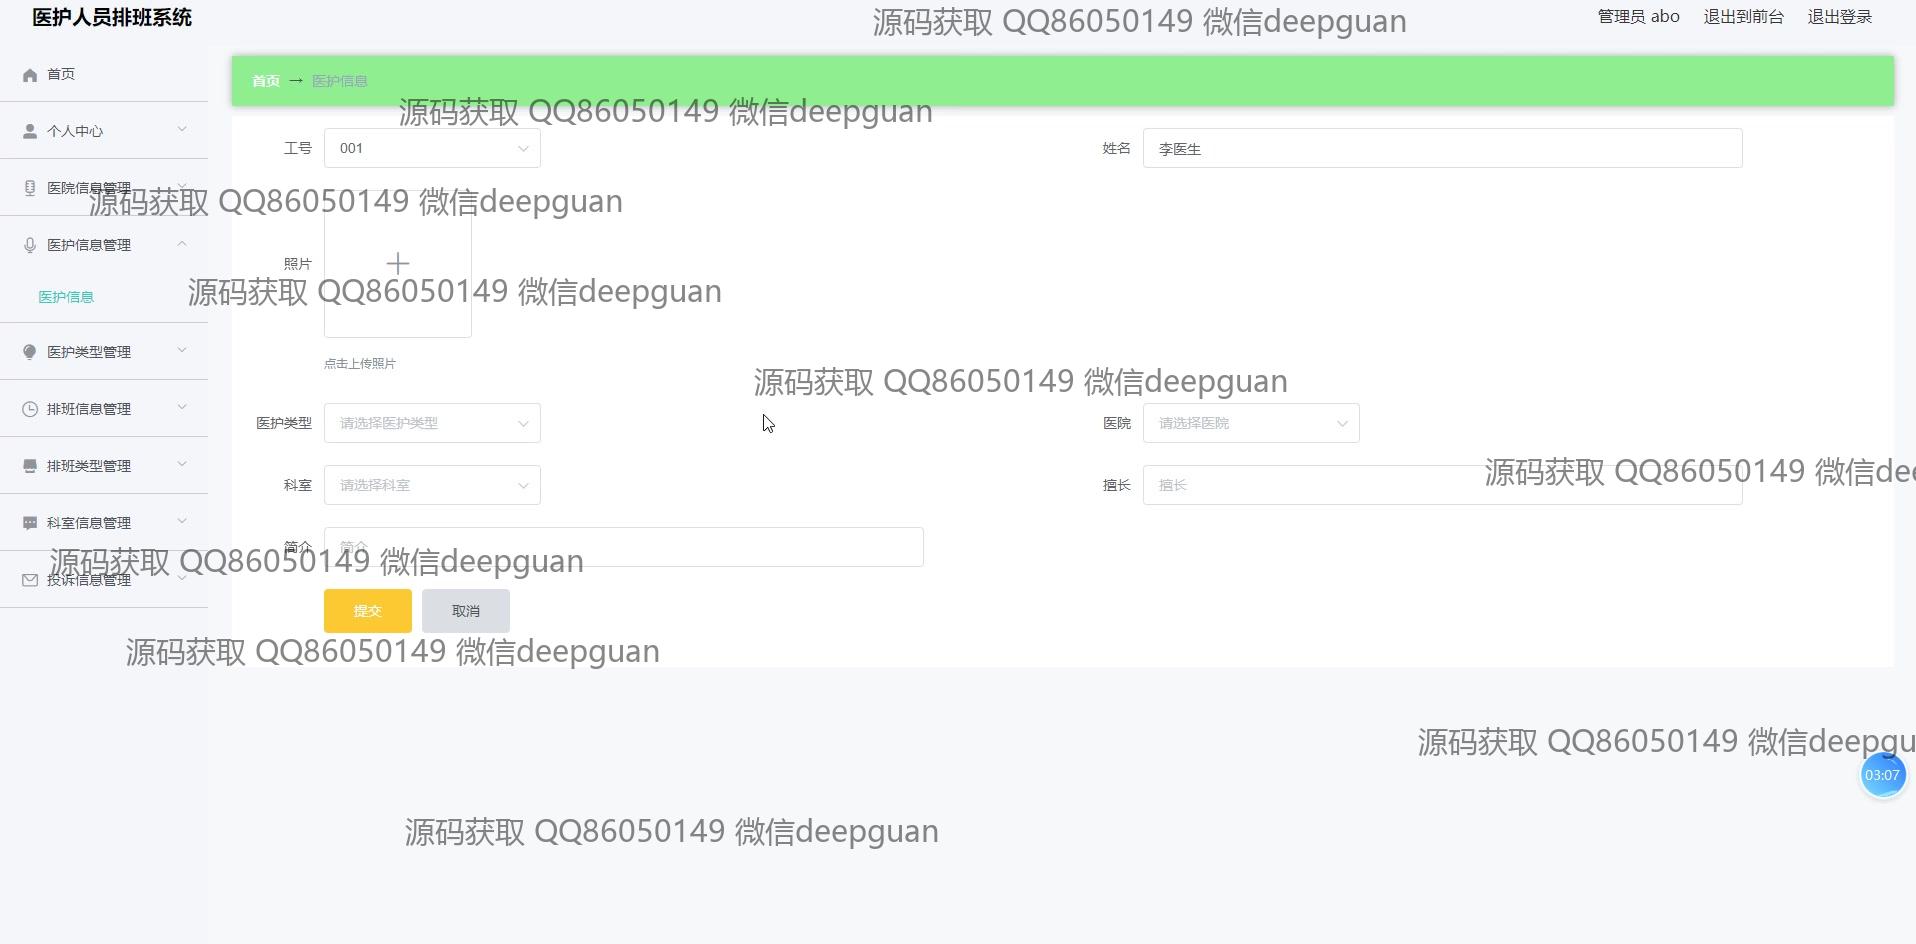 医护人员排班系统
源码获取 QQ86050149 微信deepguan
管理员 abo 退出到前台 退出登录
首页
首页 → 医护信息
源码获取 QQ86050149 微信deepguan
个人中心
工号 001 姓名 李医生
医院信息管理
源码获取 QQ86050149 微信deepguan
医护信息管理
照片
医护信息
源码获取 QQ86050149 微信deepguan
医护类型管理
点击上传照片
源码获取 QQ86050149 微信deepguan
排班信息管理
医护类型 请选择医护类型 医院 请选择医院
排班类型管理
源码获取 QQ86050149 微信dee
科室 请选择科室 擅长 擅长
科室信息管理
简介 简介
源码获取 QQ86050149 微信deepguan
投诉信息管理
提交 取消
源码获取 QQ86050149 微信deepguan
源码获取 QQ86050149 微信deepgu
03:07
源码获取 QQ86050149 微信deepguan